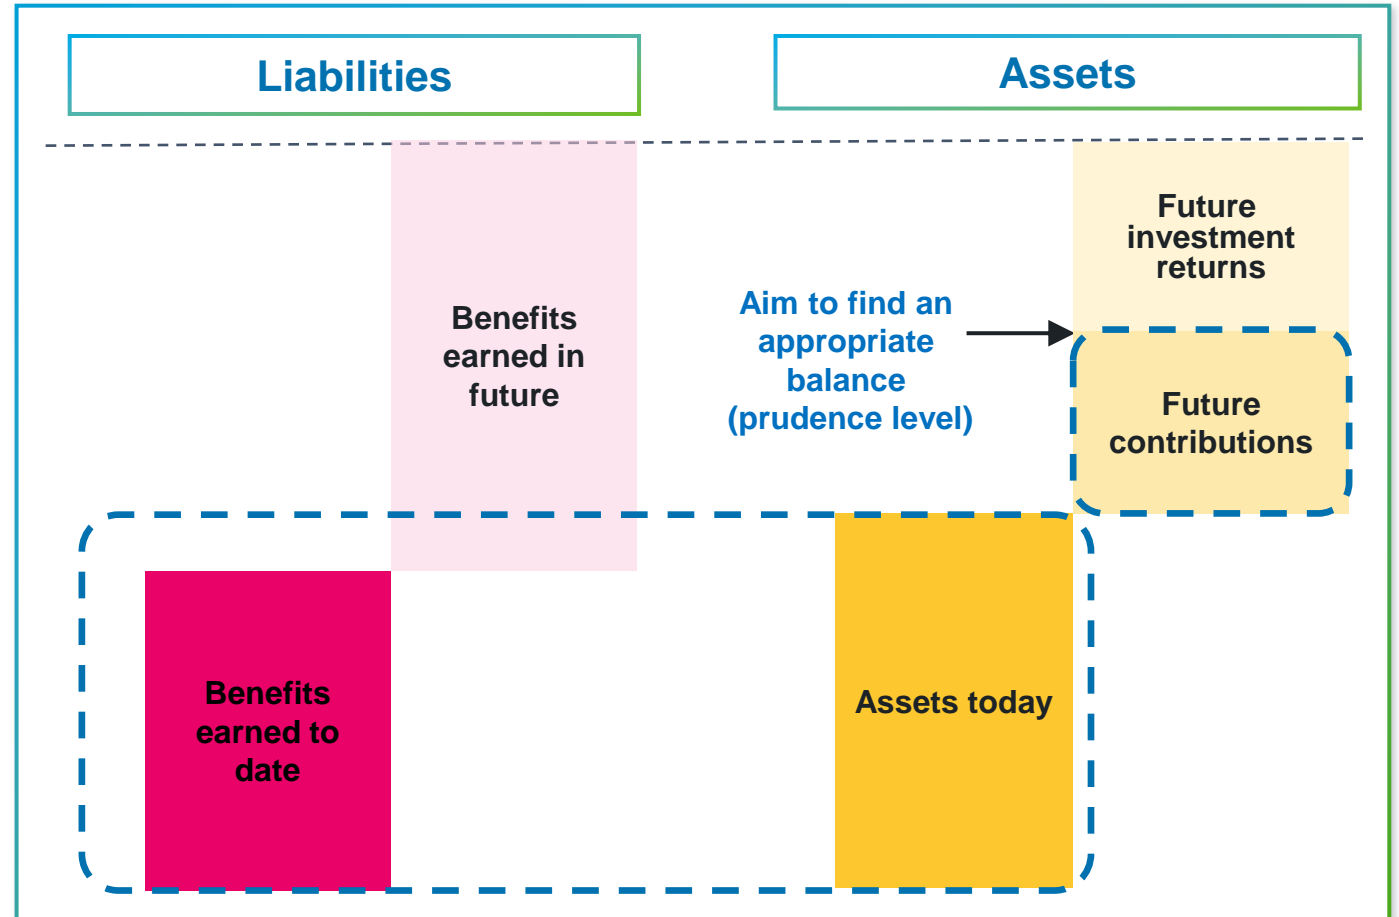 Liabilities
Assets
Future
investment
returns
Benefits
earned in
future
Aim to find an
appropriate
balance
(prudence level)
Future
contributions
Benefits
earned to
date
Assets today